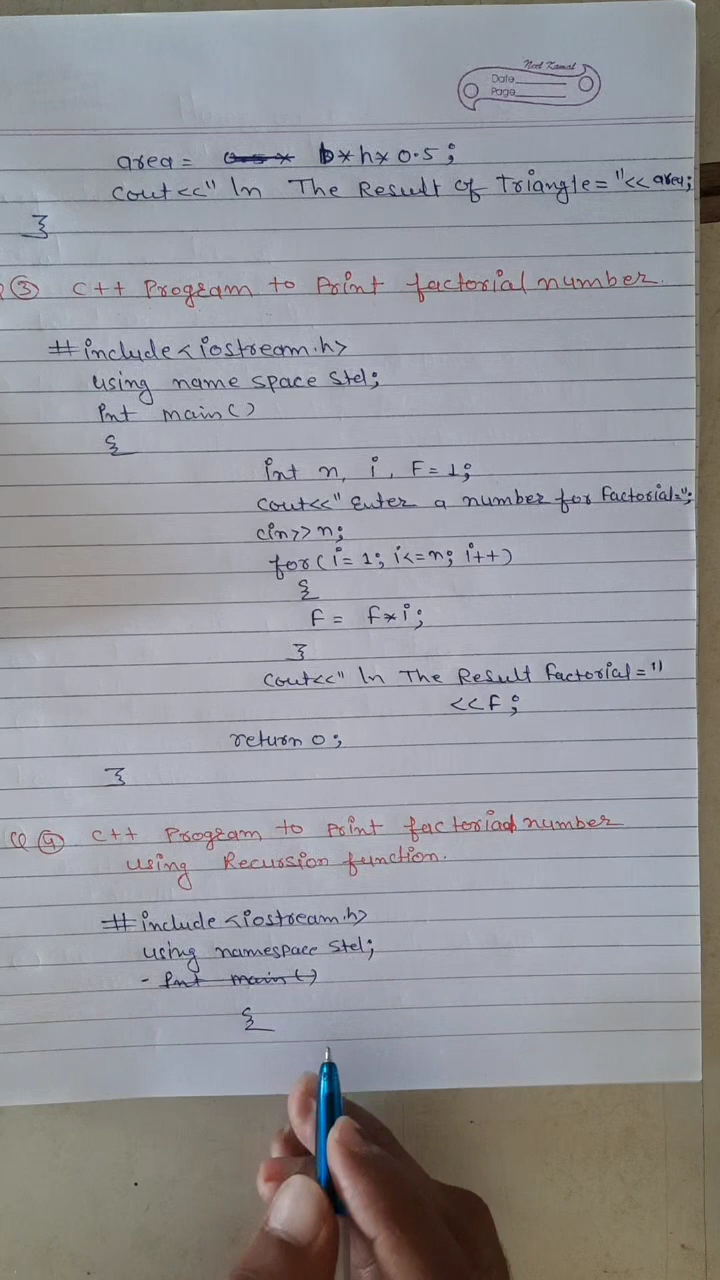 Neel Kamal
Date
Page
area = b*h*0.5;
cout<<" In The Result of Triangle="<<area;
}
③ C++ Program to Print factorial number.
#include<iostream.h>
using name space std;
int main()
{
int n, i, F=1;
cout<<" Enter a number for Factorial=";
cin>>n;
for(i=1; i<=n; i++)
{
F = f*i;
}
cout<<" In The Result factorial="
<<F;
return 0;
}
Q ④ C++ Program to Print factorial number
using Recursion function.
#include<iostream.h>
using namespace std;
- int main()
{